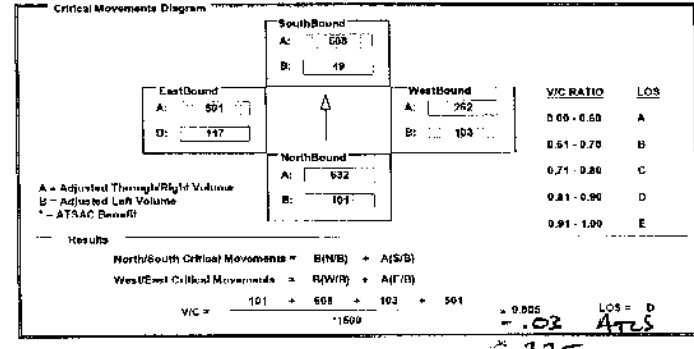 Critical Movements Diagram
SouthBound
A: 608
B: 49
EastBound
A: 501
B: 117
WestBound
A: 262
B: 103
NorthBound
A: 632
B: 101
V/C RATIO LOS
0.00 - 0.60 A
0.61 - 0.70 B
0.71 - 0.80 C
0.81 - 0.90 D
0.91 - 1.00 E
A = Adjusted Through/Right Volume
B = Adjusted Left Volume
* = ATSAC Benefit
Results
North/South Critical Movements = B(N/B) + A(S/B)
West/East Critical Movements = B(W/B) + A(E/B)
V/C = 101 + 608 + 103 + 501
*1500
= 0.805 LOS = D
- .03 ATCS